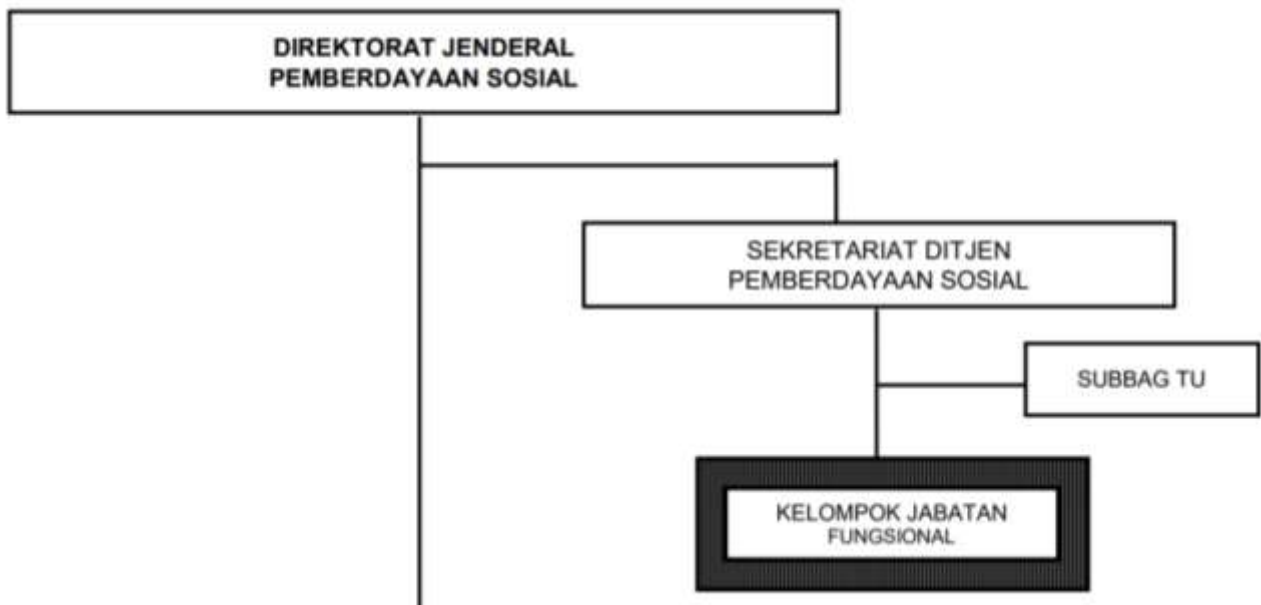 DIREKTORAT JENDERAL
PEMBERDAYAAN SOSIAL
SEKRETARIAT DITJEN
PEMBERDAYAAN SOSIAL
SUBBAG TU
KELOMPOK JABATAN
FUNGSIONAL